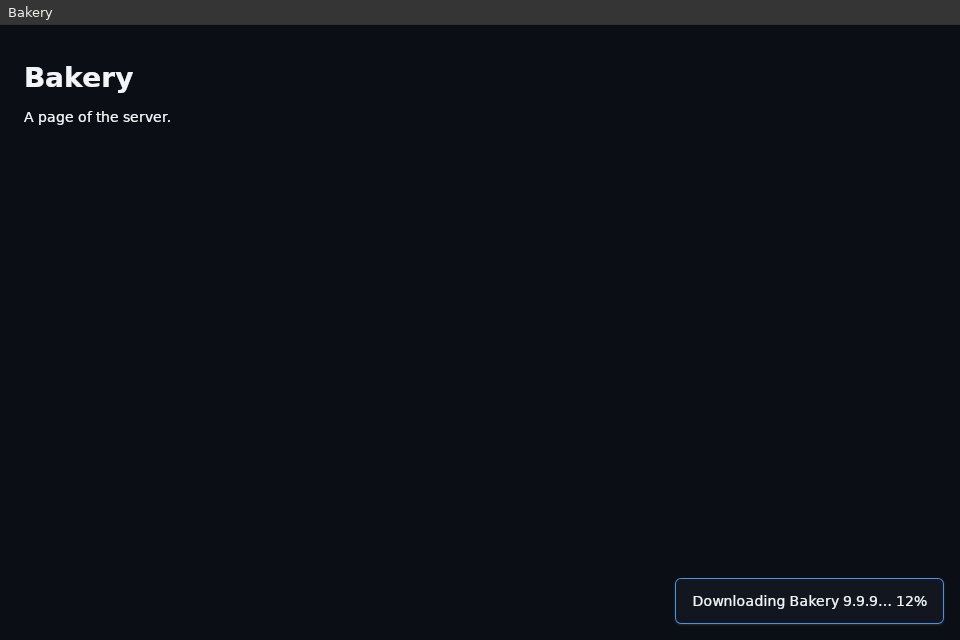 Bakery
Bakery
A page of the server.
Downloading Bakery 9.9.9… 12%